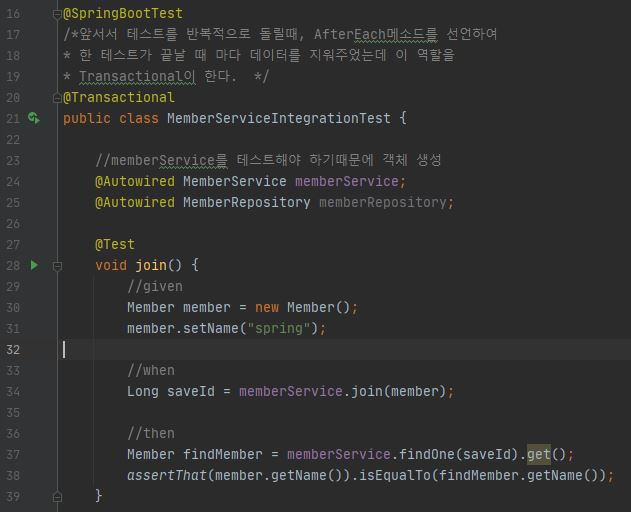 16 @SpringBootTest
17 /*앞서서 테스트를 반복적으로 돌릴때, AfterEach메소드를 선언하여
18 * 한 테스트가 끝날 때 마다 데이터를 지워주었는데 이 역할을
19 * Transactional이 한다.  */
20 @Transactional
21 public class MemberServiceIntegrationTest {
22
23     //memberService를 테스트해야 하기때문에 객체 생성
24     @Autowired MemberService memberService;
25     @Autowired MemberRepository memberRepository;
26
27     @Test
28     void join() {
29         //given
30         Member member = new Member();
31         member.setName("spring");
32
33         //when
34         Long saveId = memberService.join(member);
35
36         //then
37         Member findMember = memberService.findOne(saveId).get();
38         assertThat(member.getName()).isEqualTo(findMember.getName());
39     }